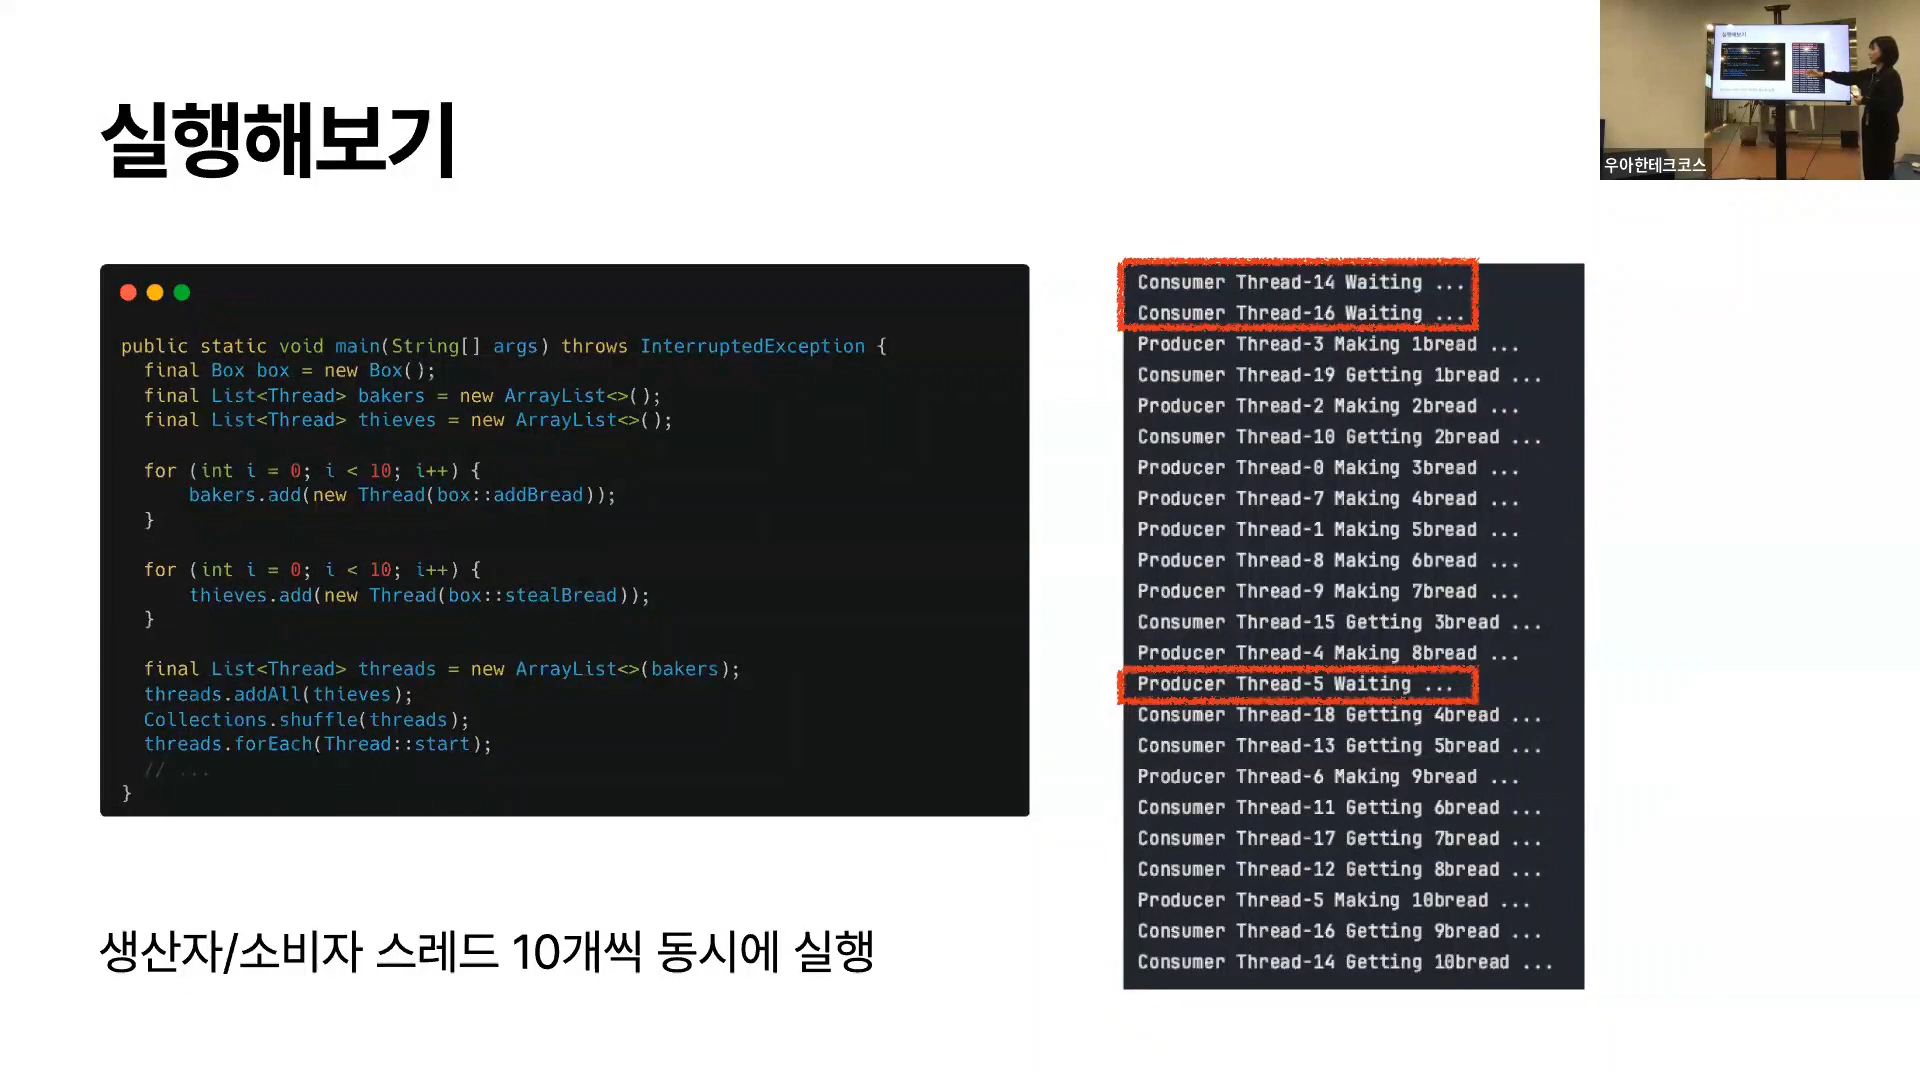 실행해보기
우아한테크코스
public static void main(String[] args) throws InterruptedException {
final Box box = new Box();
final List<Thread> bakers = new ArrayList<>();
final List<Thread> thieves = new ArrayList<>();
for (int i = 0; i < 10; i++) {
bakers.add(new Thread(box::addBread));
}
for (int i = 0; i < 10; i++) {
thieves.add(new Thread(box::stealBread));
}
final List<Thread> threads = new ArrayList<>(bakers);
threads.addAll(thieves);
Collections.shuffle(threads);
threads.forEach(Thread::start);
// ...
}
Consumer Thread-14 Waiting ...
Consumer Thread-16 Waiting ...
Producer Thread-3 Making 1bread ...
Consumer Thread-19 Getting 1bread ...
Producer Thread-2 Making 2bread ...
Consumer Thread-10 Getting 2bread ...
Producer Thread-0 Making 3bread ...
Producer Thread-7 Making 4bread ...
Producer Thread-1 Making 5bread ...
Producer Thread-8 Making 6bread ...
Producer Thread-9 Making 7bread ...
Consumer Thread-15 Getting 3bread ...
Producer Thread-4 Making 8bread ...
Producer Thread-5 Waiting ...
Consumer Thread-18 Getting 4bread ...
Consumer Thread-13 Getting 5bread ...
Producer Thread-6 Making 9bread ...
Consumer Thread-11 Getting 6bread ...
Consumer Thread-17 Getting 7bread ...
Consumer Thread-12 Getting 8bread ...
Producer Thread-5 Making 10bread ...
Consumer Thread-16 Getting 9bread ...
Consumer Thread-14 Getting 10bread ...
생산자/소비자 스레드 10개씩 동시에 실행